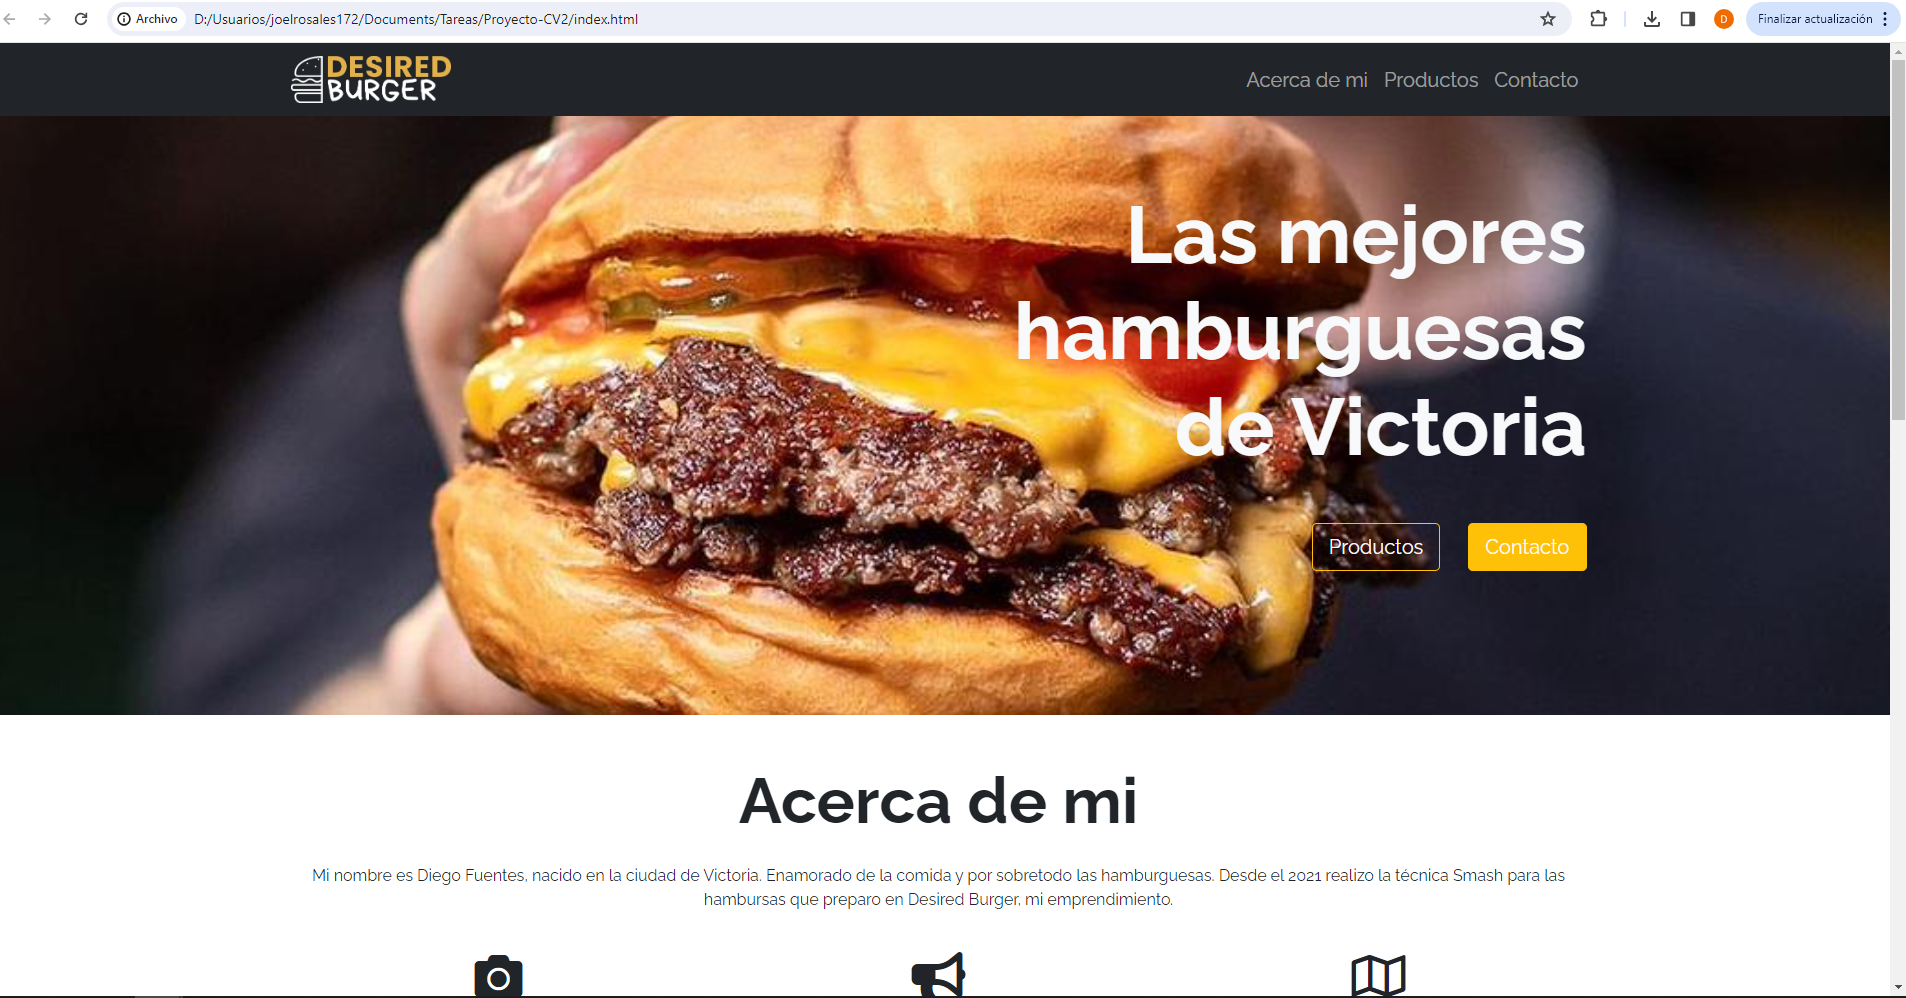 Archivo D:/Usuarios/joelrosales172/Documents/Tareas/Proyecto-CV2/index.html D Finalizar actualización
DESIRED
BURGER
Acerca de mi Productos Contacto
Las mejores
hamburguesas
de Victoria
Productos Contacto
Acerca de mi
Mi nombre es Diego Fuentes, nacido en la ciudad de Victoria. Enamorado de la comida y por sobretodo las hamburguesas. Desde el 2021 realizo la técnica Smash para las
hambursas que preparo en Desired Burger, mi emprendimiento.